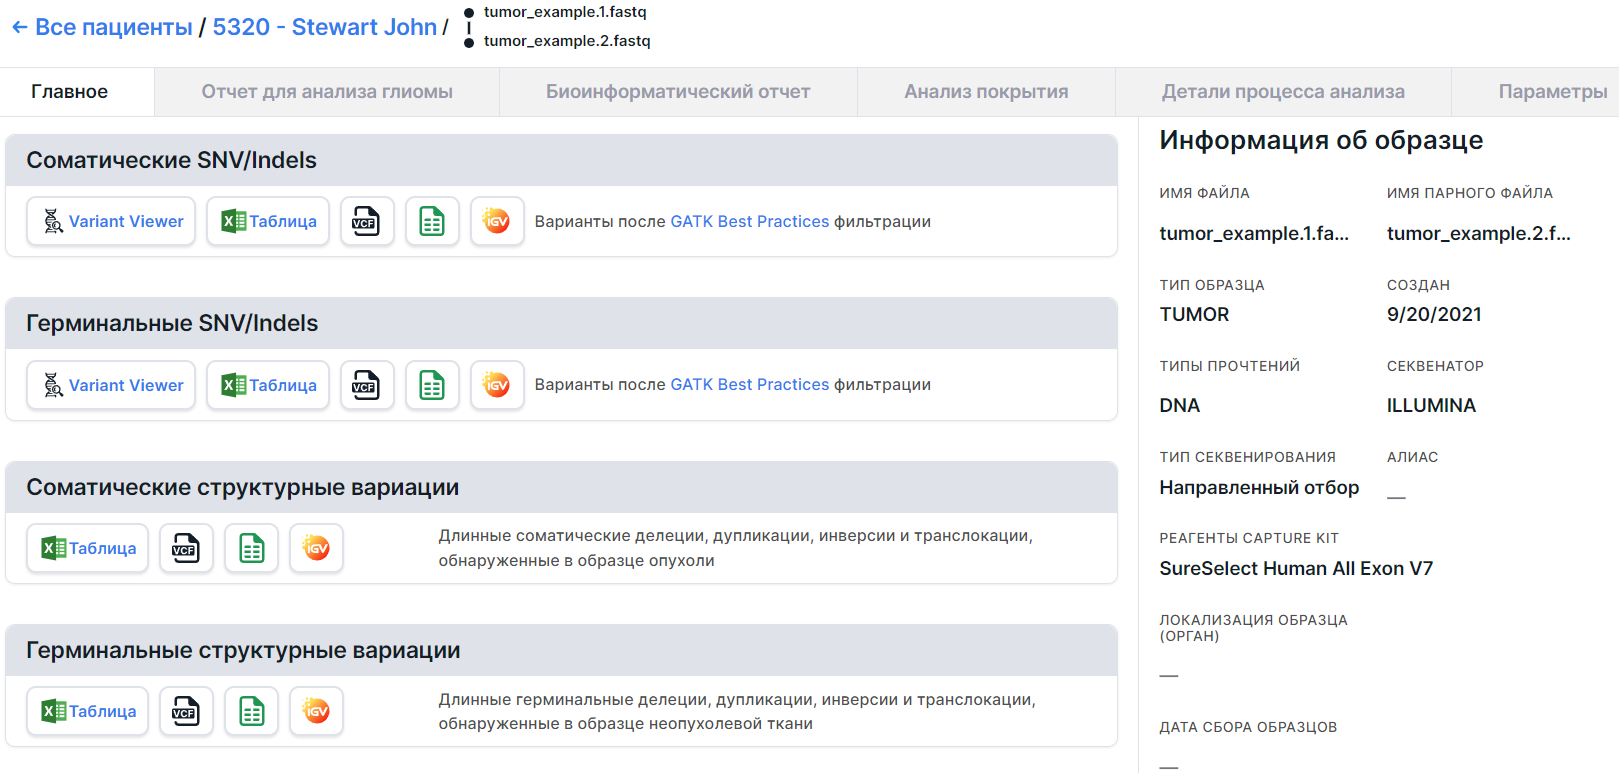 ← Все пациенты / 5320 - Stewart John /
tumor_example.1.fastq
tumor_example.2.fastq
Главное
Отчет для анализа глиомы
Биоинформатический отчет
Анализ покрытия
Детали процесса анализа
Параметры
Соматические SNV/Indels
Variant Viewer
Таблица
VCF
IGV
Варианты после GATK Best Practices фильтрации
Герминальные SNV/Indels
Variant Viewer
Таблица
VCF
IGV
Варианты после GATK Best Practices фильтрации
Соматические структурные вариации
Таблица
VCF
IGV
Длинные соматические делеции, дупликации, инверсии и транслокации,
обнаруженные в образце опухоли
Герминальные структурные вариации
Таблица
VCF
IGV
Длинные герминальные делеции, дупликации, инверсии и транслокации,
обнаруженные в образце неопухолевой ткани
Информация об образце
ИМЯ ФАЙЛА
tumor_example.1.fa...
ИМЯ ПАРНОГО ФАЙЛА
tumor_example.2.f...
ТИП ОБРАЗЦА
TUMOR
СОЗДАН
9/20/2021
ТИПЫ ПРОЧТЕНИЙ
DNA
СЕКВЕНАТОР
ILLUMINA
ТИП СЕКВЕНИРОВАНИЯ
Направленный отбор
АЛИАС
__
РЕАГЕНТЫ CAPTURE KIT
SureSelect Human All Exon V7
ЛОКАЛИЗАЦИЯ ОБРАЗЦА
(ОРГАН)
__
ДАТА СБОРА ОБРАЗЦОВ
__